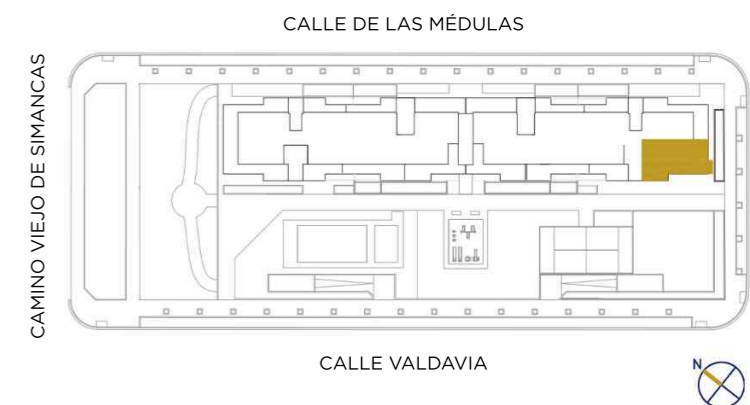 CALLE DE LAS MÉDULAS
CAMINO VIEJO DE SIMANCAS
CALLE VALDAVIA
N